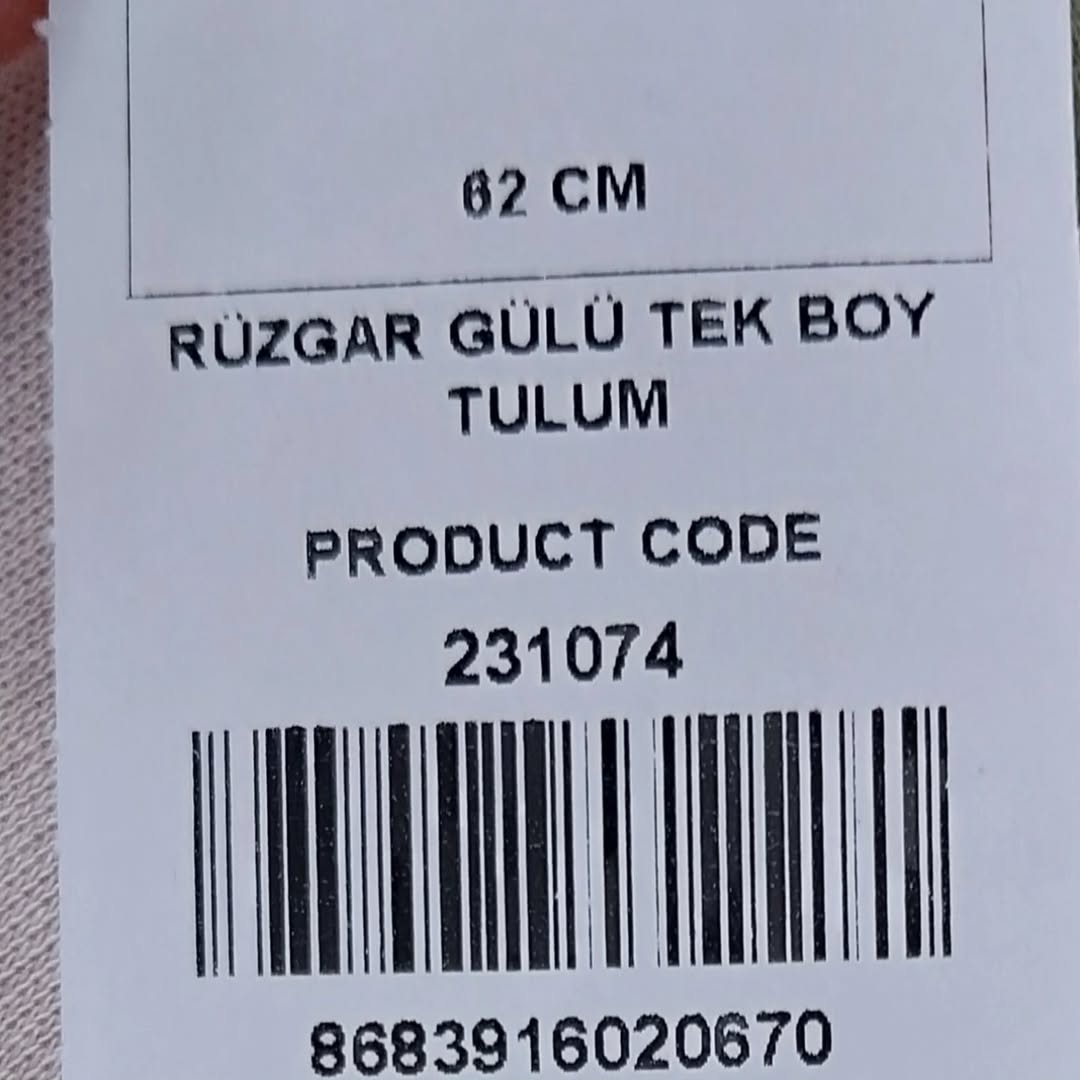 62 CM
RÜZGAR GÜLÜ TEK BOY
TULUM
PRODUCT CODE
231074
8683916020670